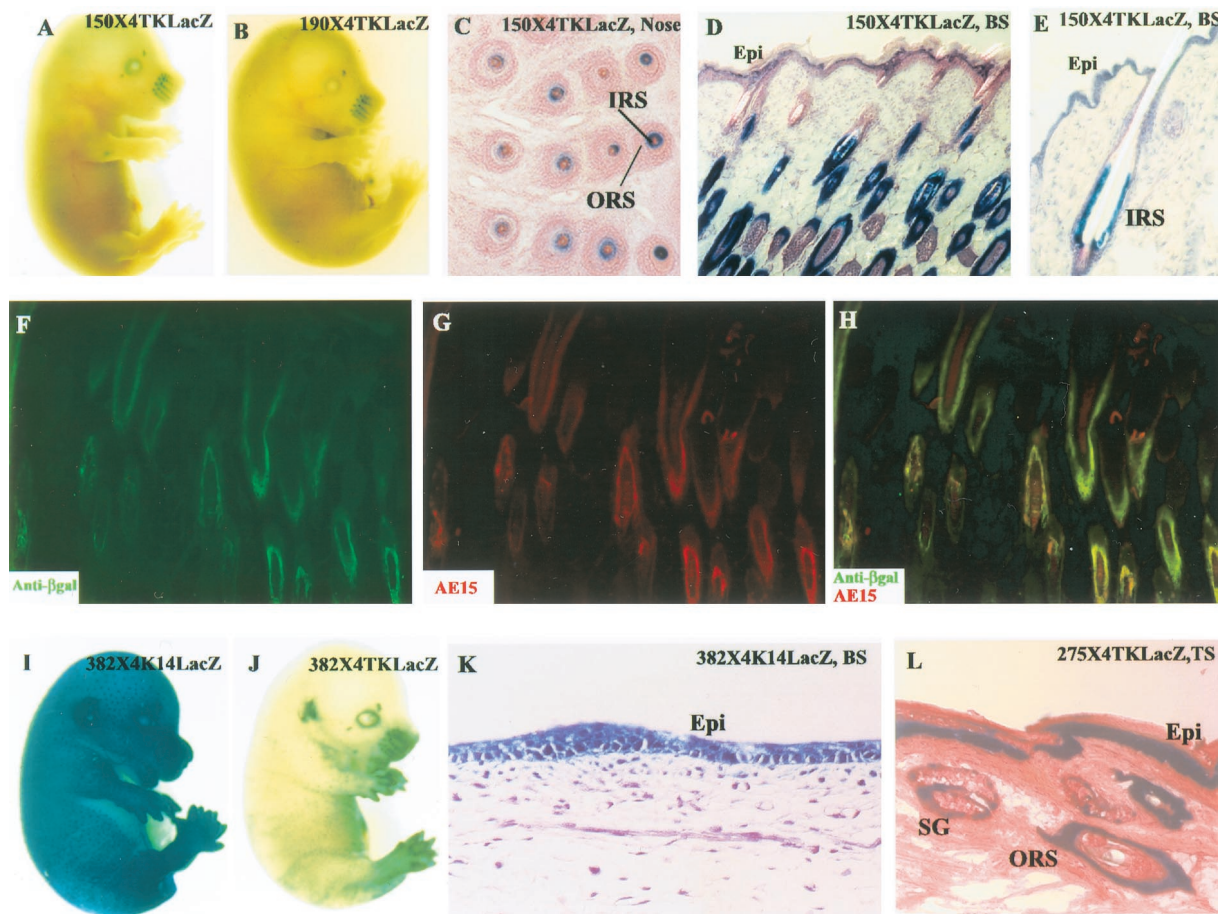 A 150X4TKLacZ
B 190X4TKLacZ
C 150X4TKLacZ, Nose
IRS
ORS
D 150X4TKLacZ, BS
Epi
E 150X4TKLacZ, BS
Epi
IRS
F
Anti-βgal
G
AE15
H
Anti-βgal
AE15
I 382X4K14LacZ
J 382X4TKLacZ
K 382X4K14LacZ, BS
Epi
L 275X4TKLacZ,TS
Epi
SG
ORS